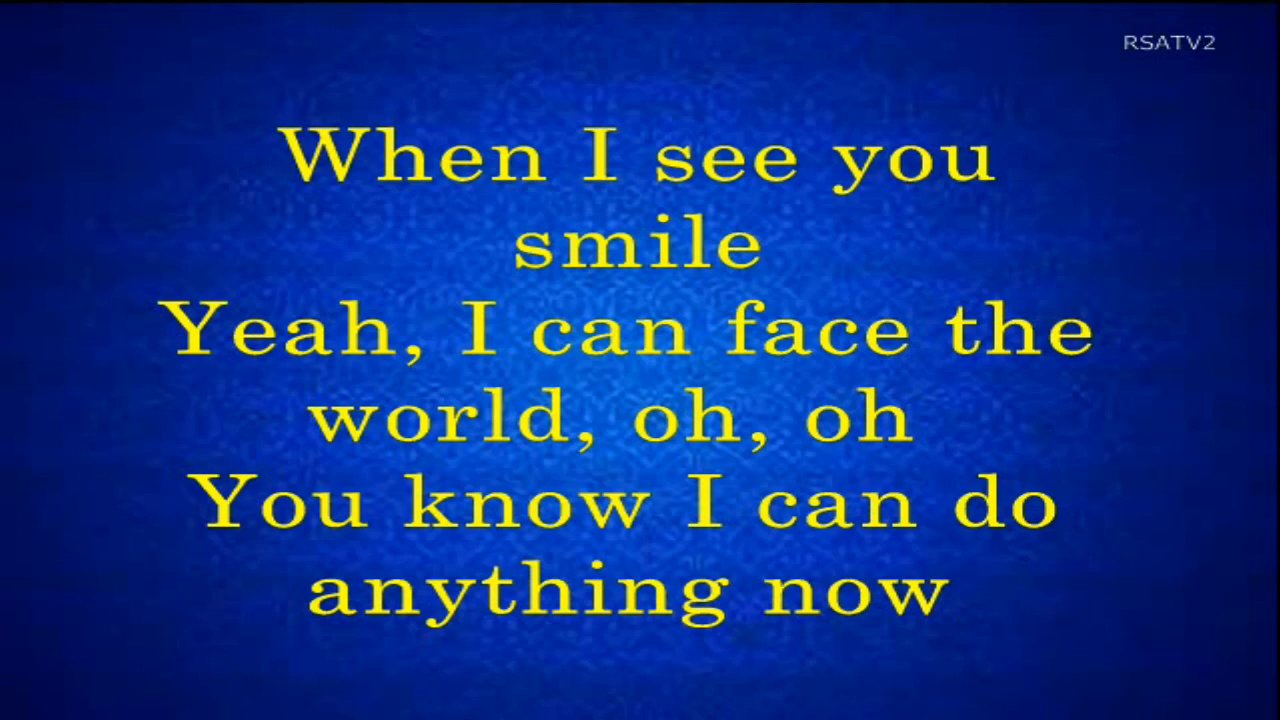 RSATV2
When I see you
smile
Yeah, I can face the
world, oh, oh
You know I can do
anything now